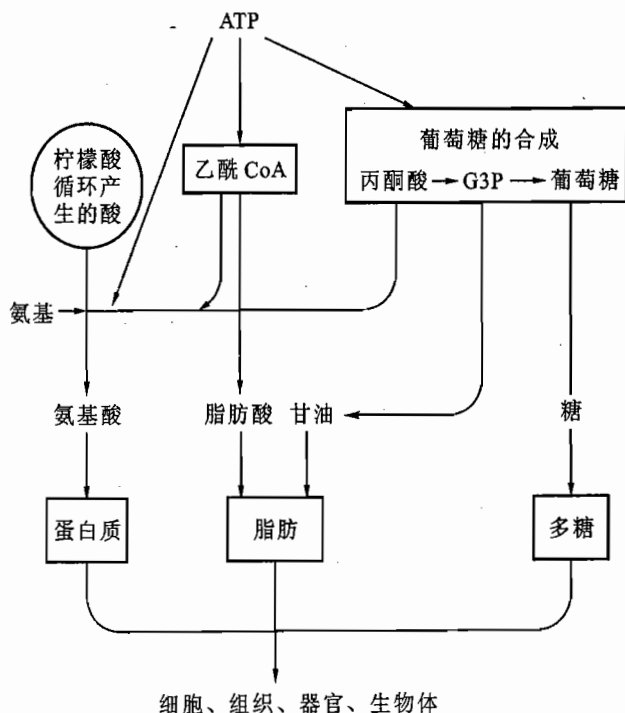 ATP
柠檬酸
循环产
生的酸
乙酰 CoA
葡萄糖的合成
丙酮酸 → G3P → 葡萄糖
氨基
氨基酸
脂肪酸 甘油
糖
蛋白质
脂肪
多糖
细胞、组织、器官、生物体